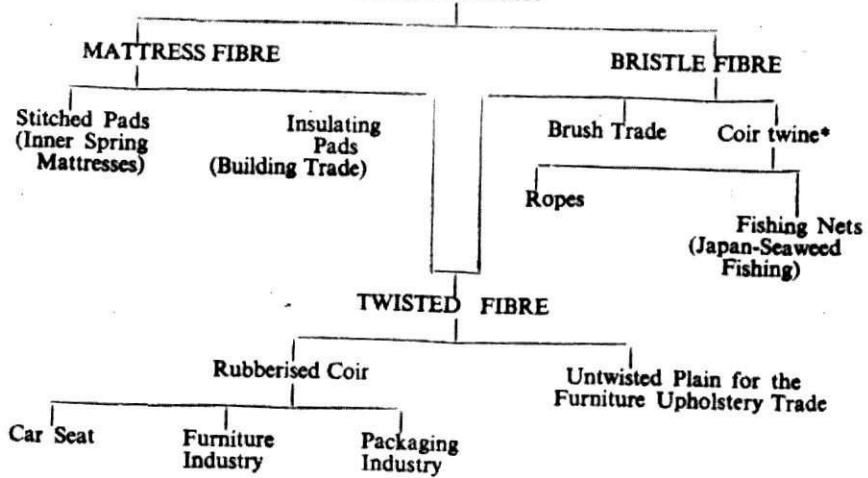 MATTRESS FIBRE
BRISTLE FIBRE
Stitched Pads
(Inner Spring
Mattresses)
Insulating
Pads
(Building Trade)
Brush Trade
Coir twine*
Ropes
Fishing Nets
(Japan-Seaweed
Fishing)
TWISTED FIBRE
Rubberised Coir
Untwisted Plain for the
Furniture Upholstery Trade
Car Seat
Furniture
Industry
Packaging
Industry